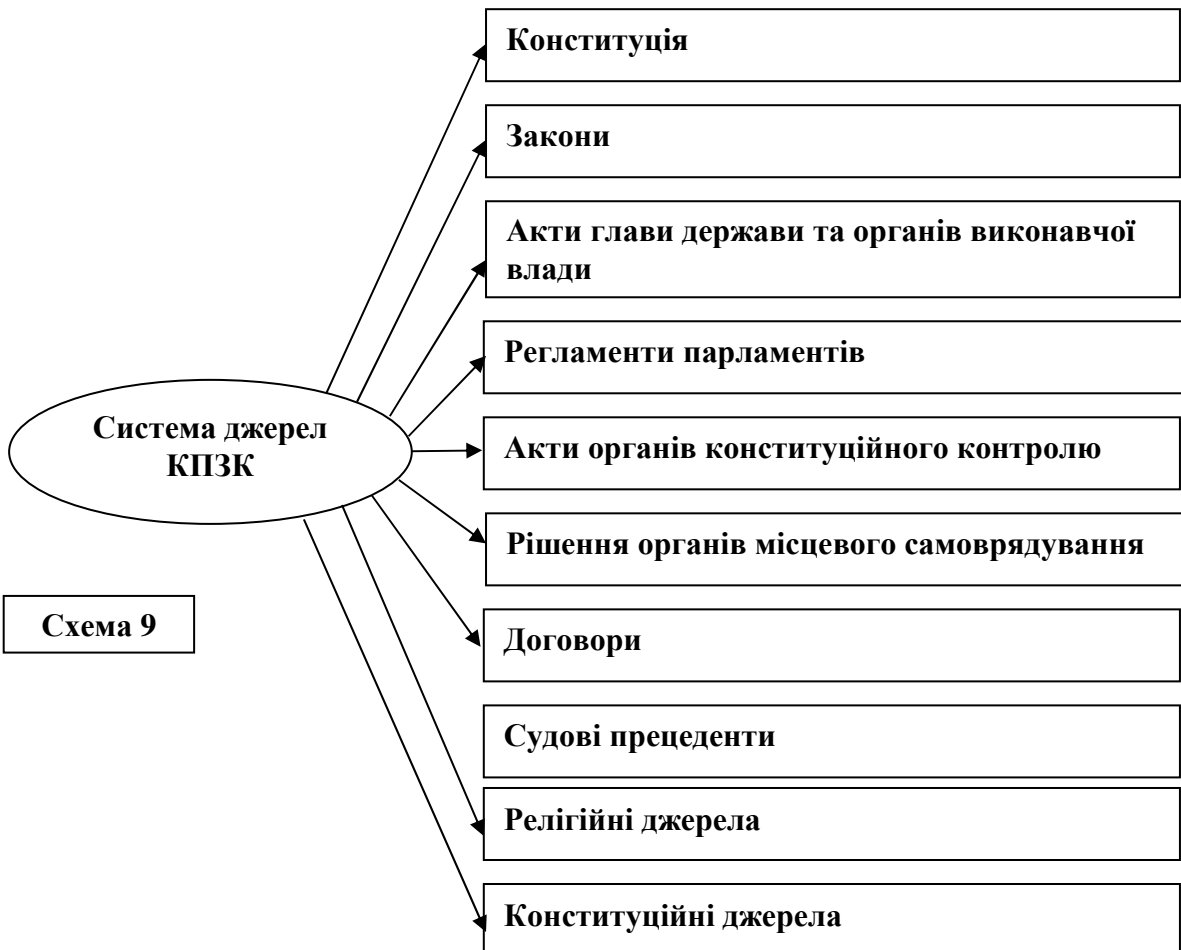 Конституція
Закони
Акти глави держави та органів виконавчої
влади
Регламенти парламентів
Система джерел
КПЗК
Акти органів конституційного контролю
Рішення органів місцевого самоврядування
Схема 9
Договори
Судові прецеденти
Релігійні джерела
Конституційні джерела